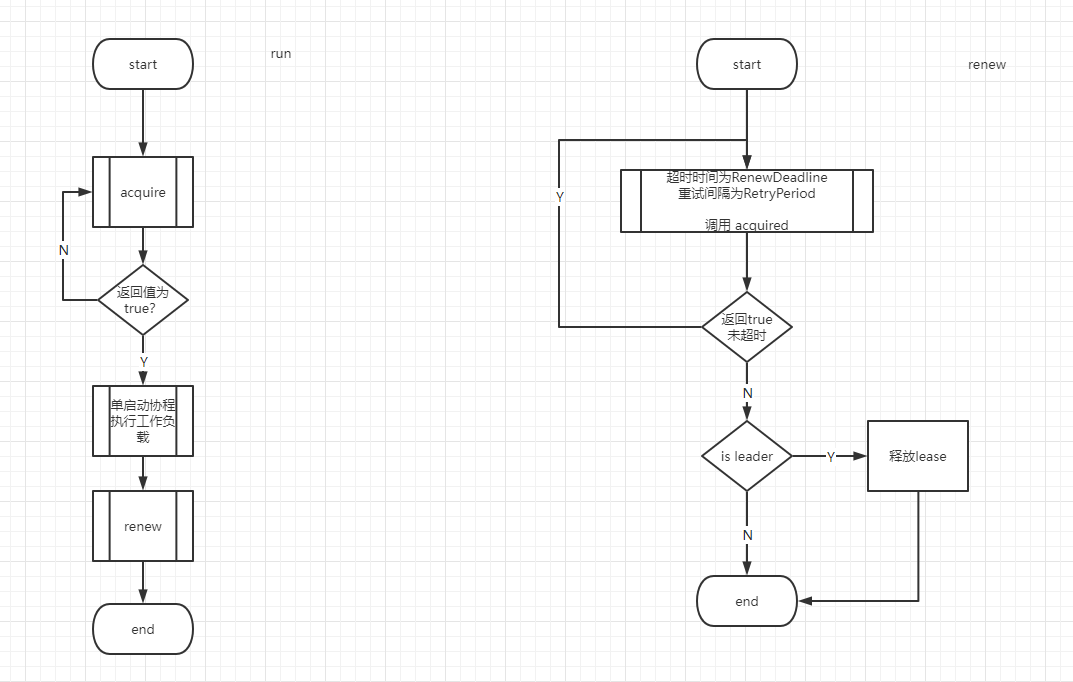 run
start
acquire
N
返回值为
true?
Y
单启动协程
执行工作负
载
renew
end
renew
start
超时时间为RenewDeadline
重试间隔为RetryPeriod
调用 acquired
Y
返回true
未超时
N
is leader
Y
释放lease
N
end